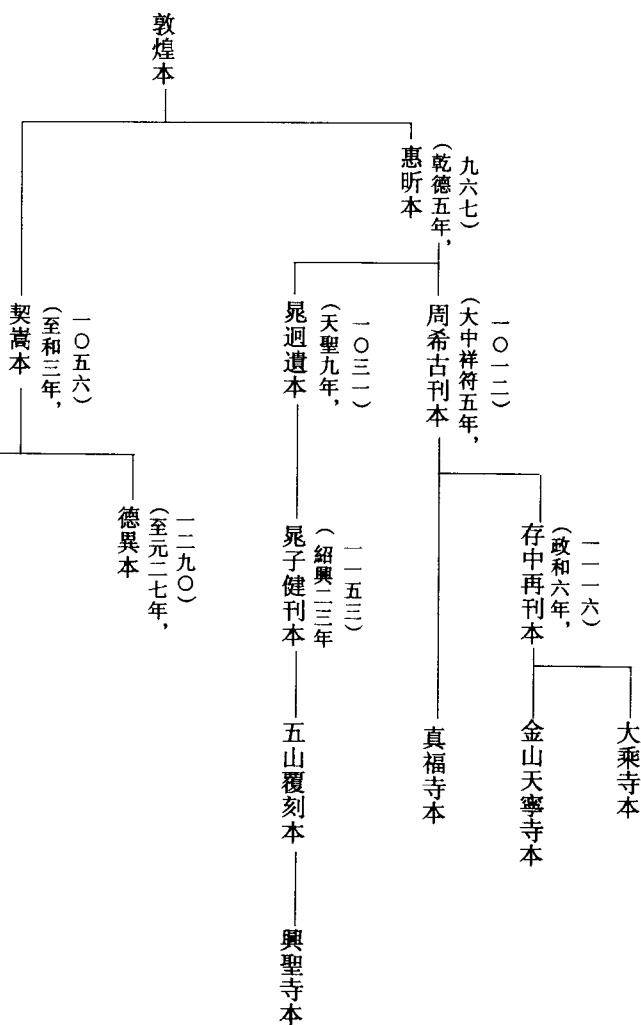 敦煌本
惠昕本
（乾德五年，
九六七）
周希古刊本
（大中祥符五年，
一〇一二）
存中再刊本
（政和六年，
一一一六）
大乘寺本
金山天寧寺本
真福寺本
晁迥遺本
（天聖九年，
一〇三一）
晁子健刊本
（紹興二三年
一一五三）
五山覆刻本
興聖寺本
契嵩本
（至和三年，
一〇五六）
德異本
（至元二七年，
一二九〇）